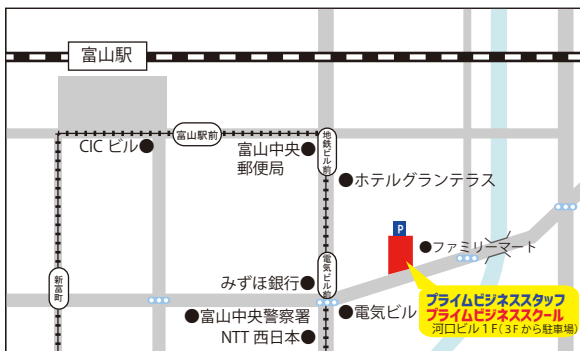 富山駅
富山駅前
CIC ビル
富山中央
郵便局
地鉄ビル前
ホテルグランテラス
P
ファミリーマート
新富町
みずほ銀行
電気ビル前
プライムビジネススタッフ
プライムビジネススクール
河口ビル1F(3Fから駐車場)
富山中央警察署
電気ビル
NTT 西日本